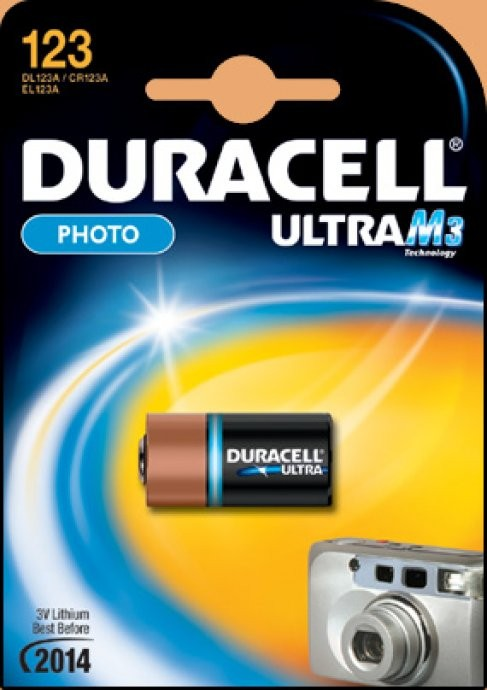 123
DL123A / CR123A
EL123A
DURACELL®
PHOTO
ULTRA M3
Technology
DURACELL
ULTRA
3V Lithium
Best Before
2014